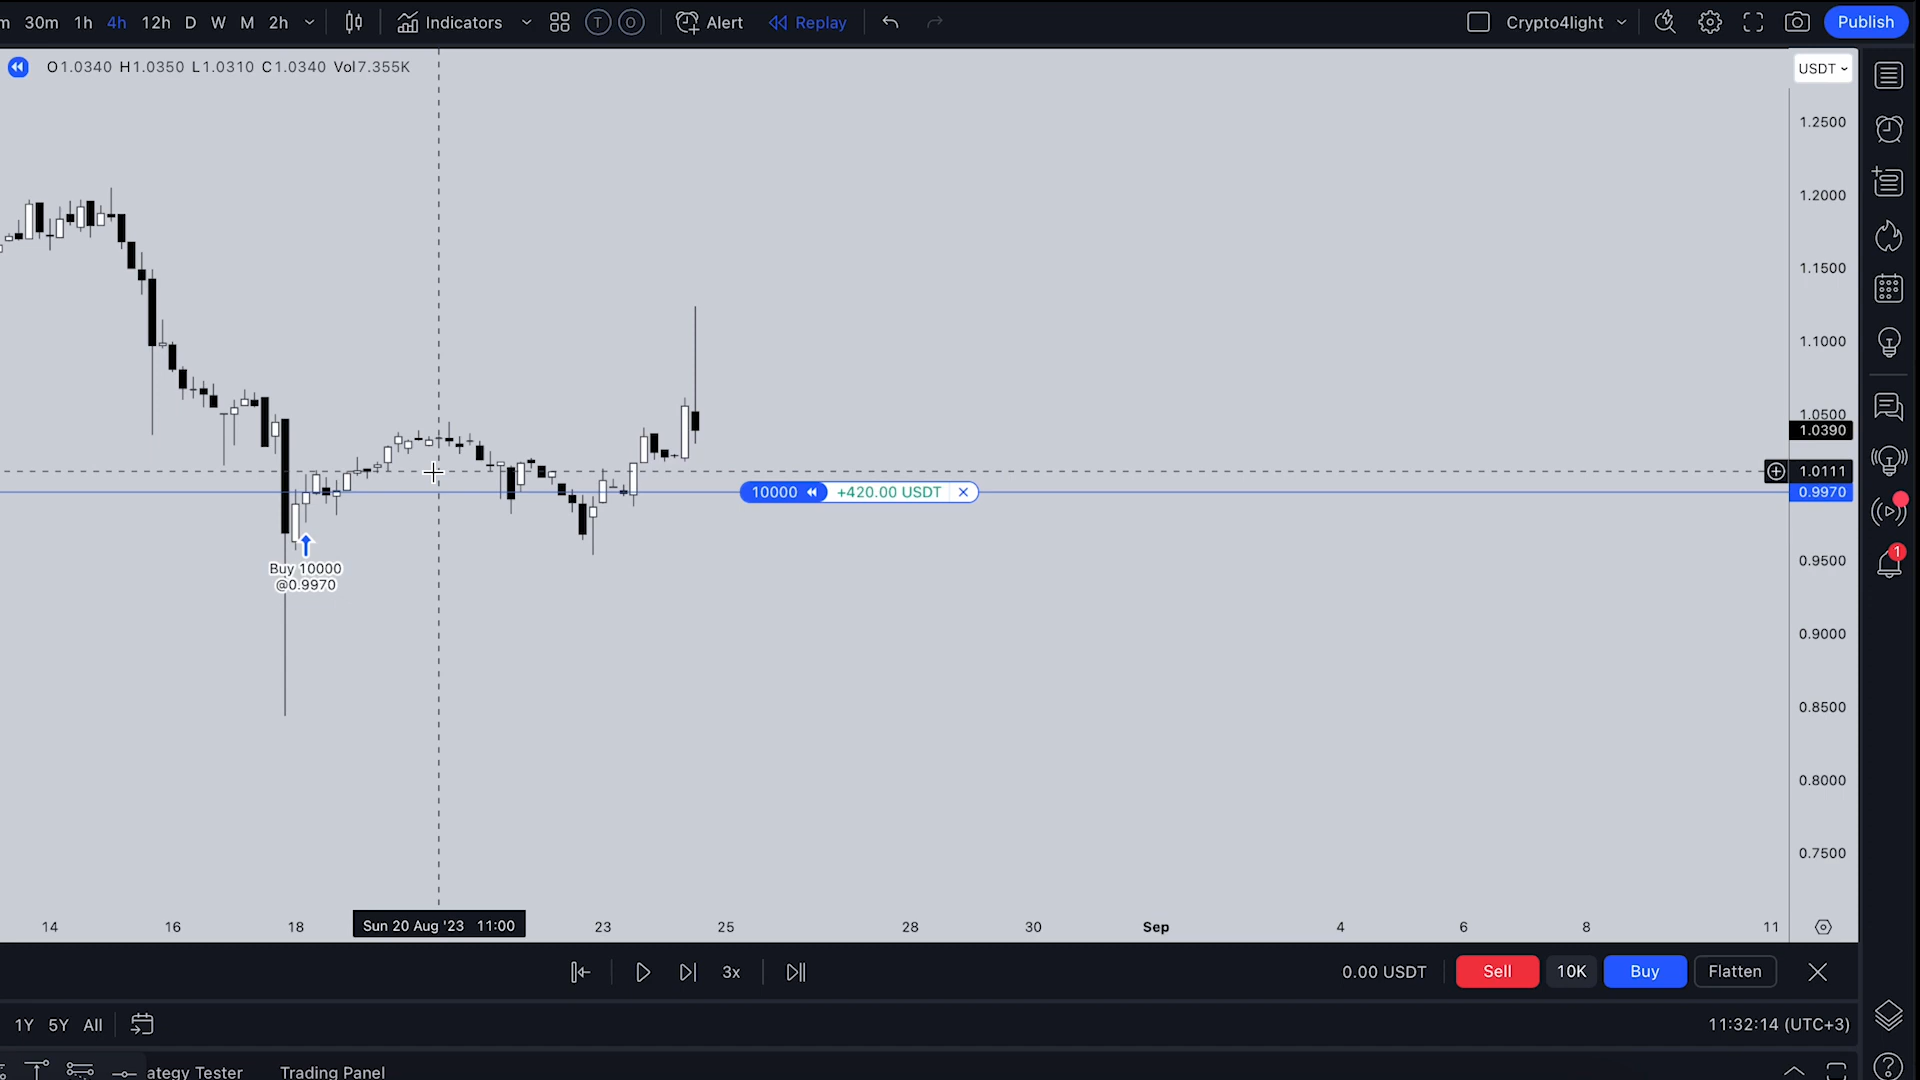 m 30m 1h 4h 12h D W M 2h Indicators T O Alert Replay Crypto4light Publish
O1.0340 H1.0350 L1.0310 C1.0340 Vol7.355K
USDT
1.2500
1.2000
1.1500
1.1000
1.0500
1.0390
1.0111
0.9970
10000 +420.00 USDT
Buy 10000
@0.9970
0.9500
0.9000
0.8500
0.8000
0.7500
1
14 16 18 Sun 20 Aug '23 11:00 23 25 28 30 Sep 4 6 8 11
3x 0.00 USDT Sell 10K Buy Flatten
1Y 5Y All 11:32:14 (UTC+3)
ategy Tester Trading Panel